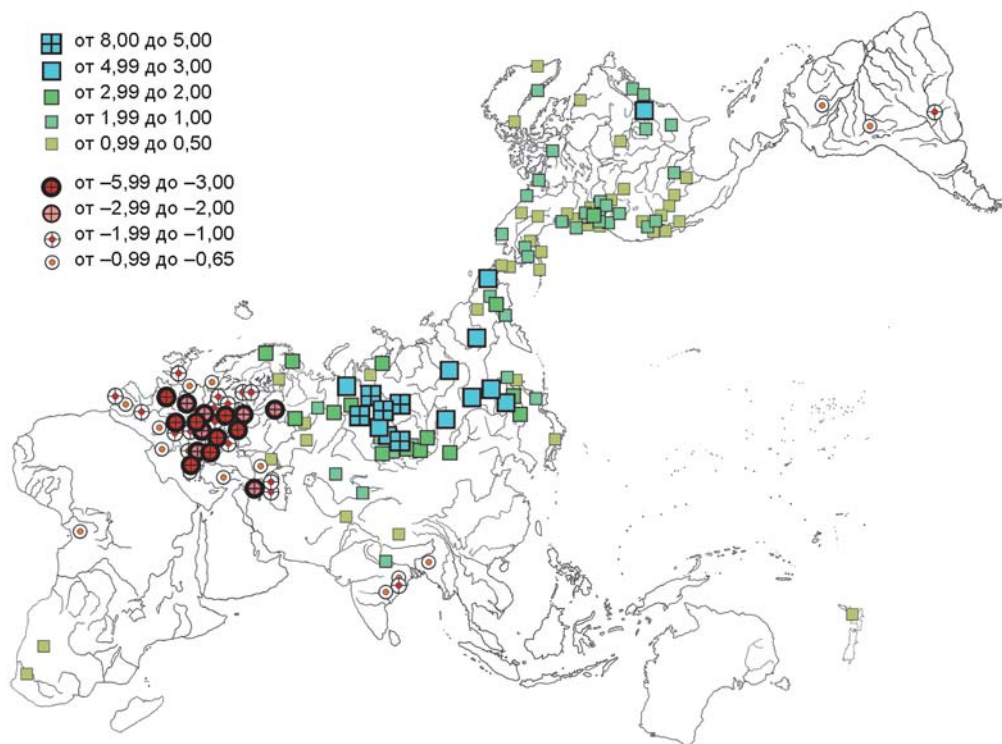 от 8,00 до 5,00
от 4,99 до 3,00
от 2,99 до 2,00
от 1,99 до 1,00
от 0,99 до 0,50
от –5,99 до –3,00
от –2,99 до –2,00
от –1,99 до –1,00
от –0,99 до –0,65